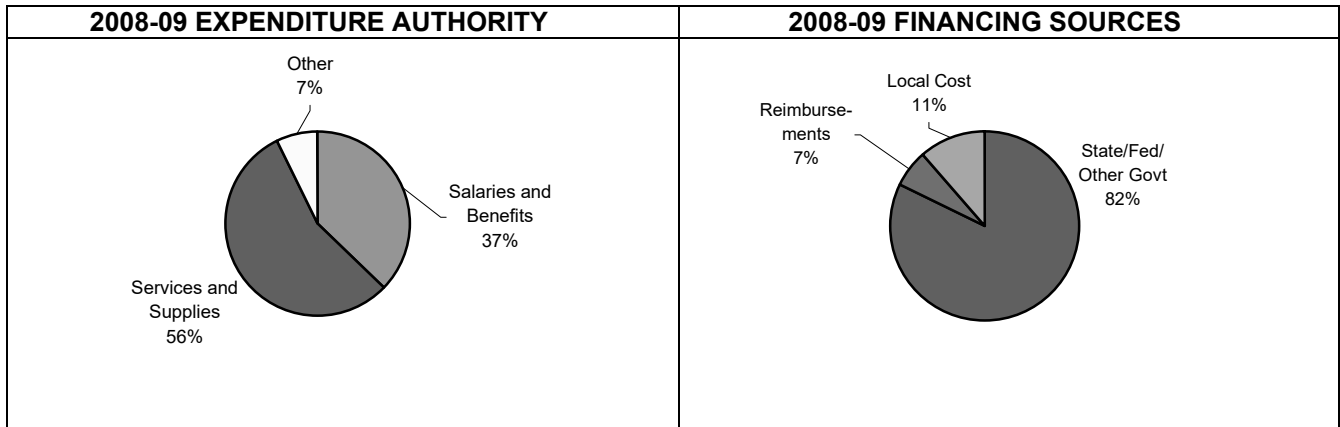 2008-09 EXPENDITURE AUTHORITY
Other
7%
Salaries and
Benefits
37%
Services and
Supplies
56%
2008-09 FINANCING SOURCES
Local Cost
11%
Reimburse-
ments
7%
State/Fed/
Other Govt
82%